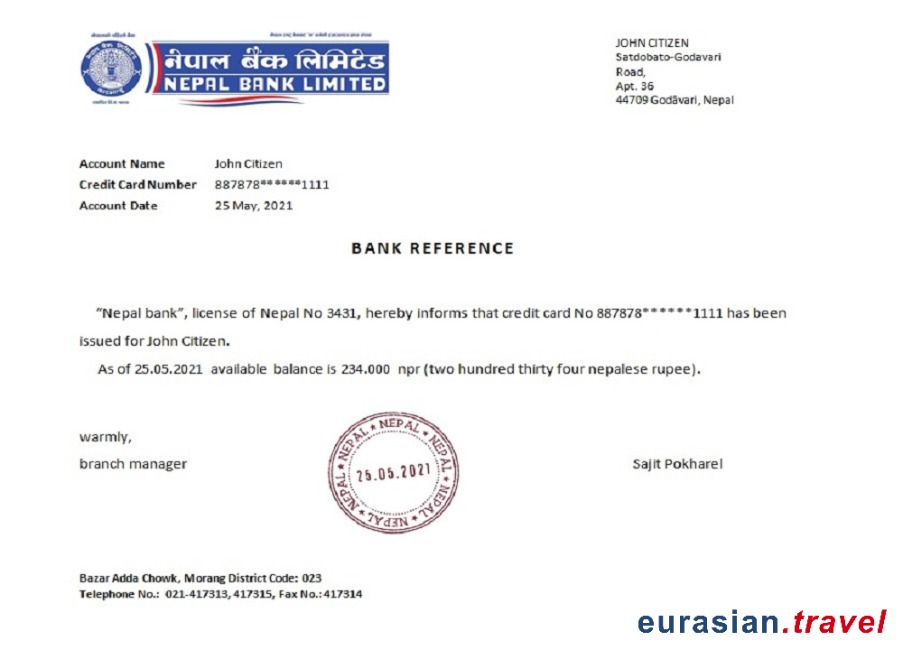 नेपाल बैंक लिमिटेड
NEPAL BANK LIMITED
JOHN CITIZEN
Satdobato-Godavari
Road,
Apt. 36
44709 Godāvari, Nepal
Account Name John Citizen
Credit Card Number 887878******1111
Account Date 25 May, 2021
BANK REFERENCE
“Nepal bank”, license of Nepal No 3431, hereby informs that credit card No 887878******1111 has been
issued for John Citizen.
As of 25.05.2021 available balance is 234.000 npr (two hundred thirty four nepalese rupee).
warmly,
branch manager
NEPAL ★ NEPAL ★ NEPAL ★ NEPAL ★ NEPAL ★ NEPAL ★
25.05.2021
Sajit Pokharel
Bazar Adda Chowk, Morang District Code: 023
Telephone No.: 021-417313, 417315, Fax No.: 417314
eurasian.travel